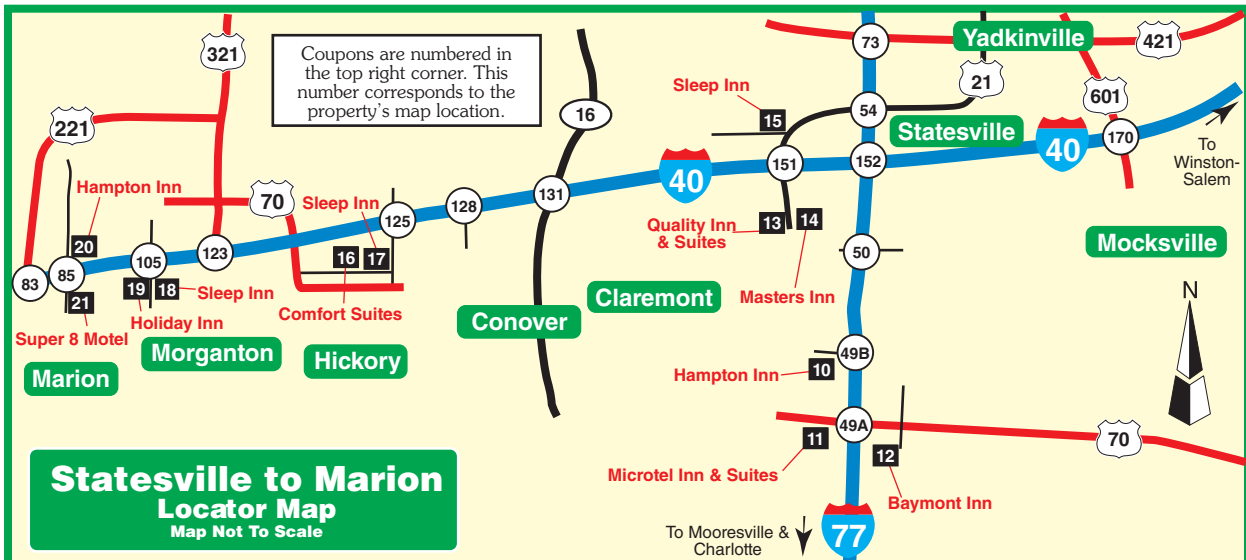 321
Coupons are numbered in
the top right corner. This
number corresponds to the
property's map location.
16
73
Yadkinville
421
21
601
221
Sleep Inn
15
54
Statesville
170
To
Winston-
Salem
40
151
152
40
Hampton Inn
70
Sleep Inn
125
128
131
Quality Inn
& Suites
13
14
Masters Inn
50
Mocksville
20
83
85
105
123
16
17
21
19
18
Sleep Inn
Super 8 Motel
Holiday Inn
Comfort Suites
Claremont
Conover
Marion
Morganton
Hickory
N
49B
Hampton Inn
10
49A
11
Microtel Inn & Suites
12
Baymont Inn
70
Statesville to Marion
Locator Map
Map Not To Scale
To Mooresville &
Charlotte
77